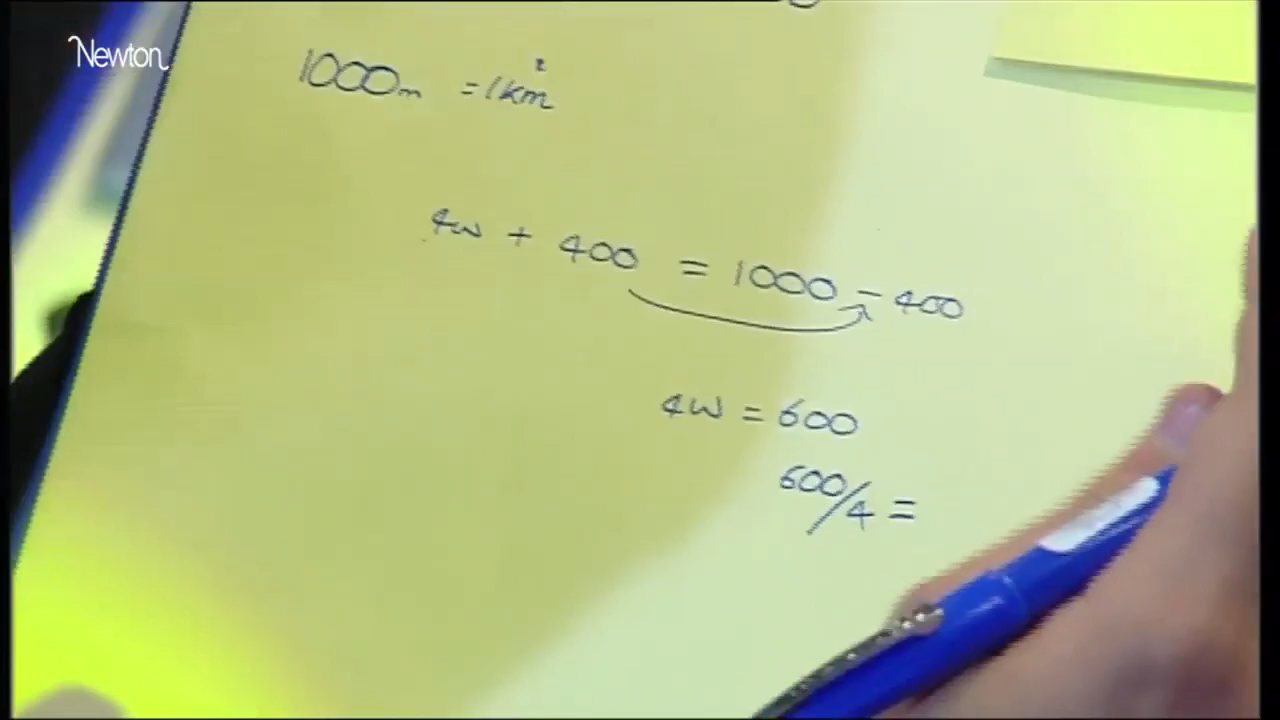 Newton
1000m = 1km²
4w + 400 = 1000 - 400
4w = 600
600/4 =